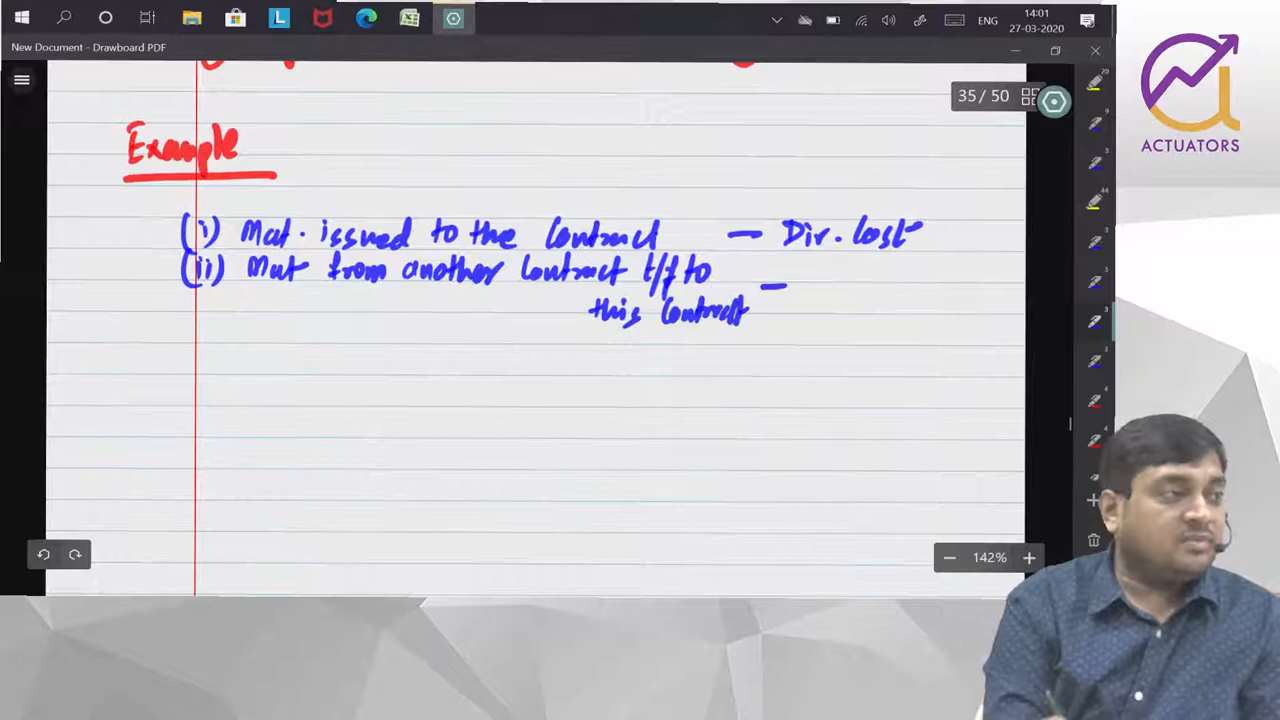 ENG
14:01
27-03-2020
New Document - Drawboard PDF
35 / 50
ACTUATORS
Example
(i) Mat. issued to the Contract — Dir. Cost
(ii) Mat from another Contract t/f to —
this Contract
142%